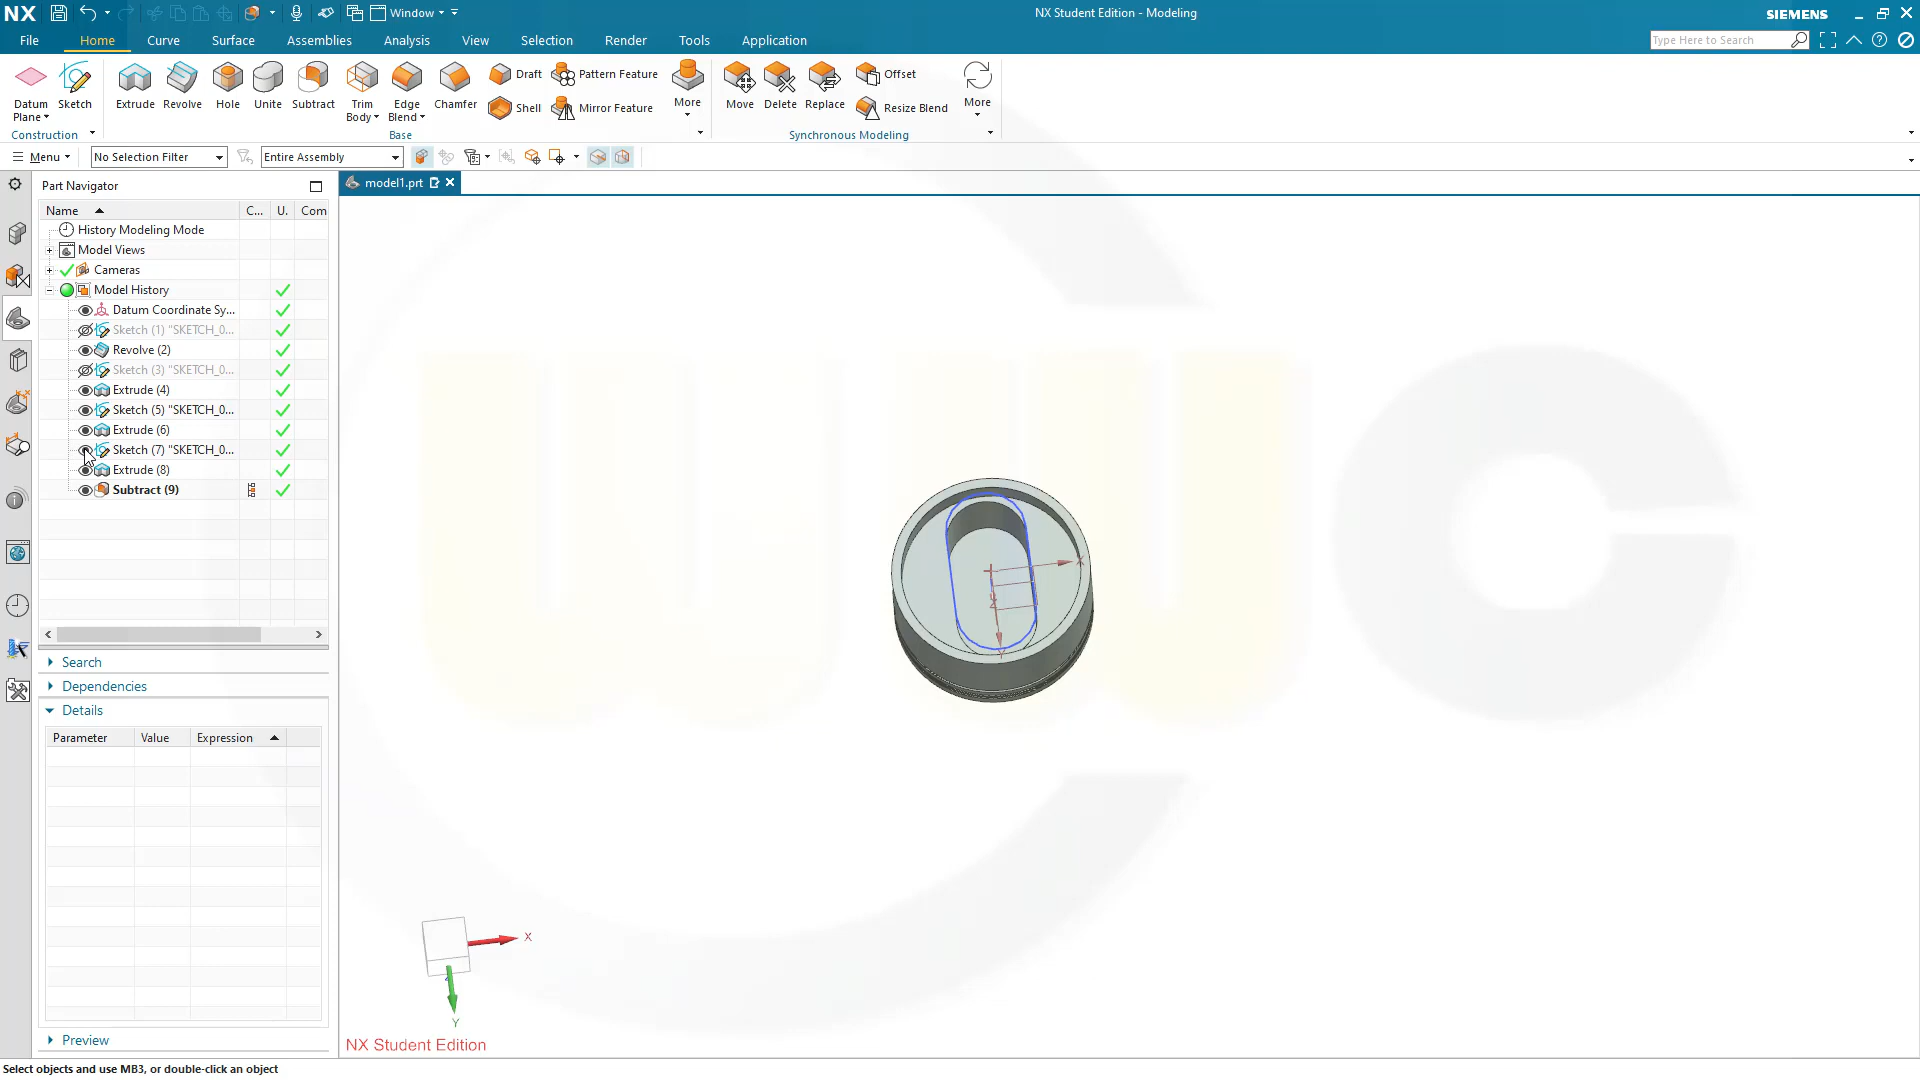 NX
Window
NX Student Edition - Modeling
SIEMENS
File
Home
Curve
Surface
Assemblies
Analysis
View
Selection
Render
Tools
Application
Type Here to Search
Datum
Plane
Sketch
Extrude
Revolve
Hole
Unite
Subtract
Trim
Body
Edge
Blend
Chamfer
Draft
Shell
Pattern Feature
Mirror Feature
More
Move
Delete
Replace
Offset
Resize Blend
More
Construction
Base
Synchronous Modeling
Menu
No Selection Filter
Entire Assembly
Part Navigator
model1.prt
Name
C...
U.
Com
History Modeling Mode
Model Views
Cameras
Model History
Datum Coordinate Sy...
Sketch (1) "SKETCH_0...
Revolve (2)
Sketch (3) "SKETCH_0...
Extrude (4)
Sketch (5) "SKETCH_0...
Extrude (6)
Sketch (7) "SKETCH_0...
Extrude (8)
Subtract (9)
X
Y
Search
Dependencies
Details
Parameter
Value
Expression
Preview
X
Y
NX Student Edition
Select objects and use MB3, or double-click an object